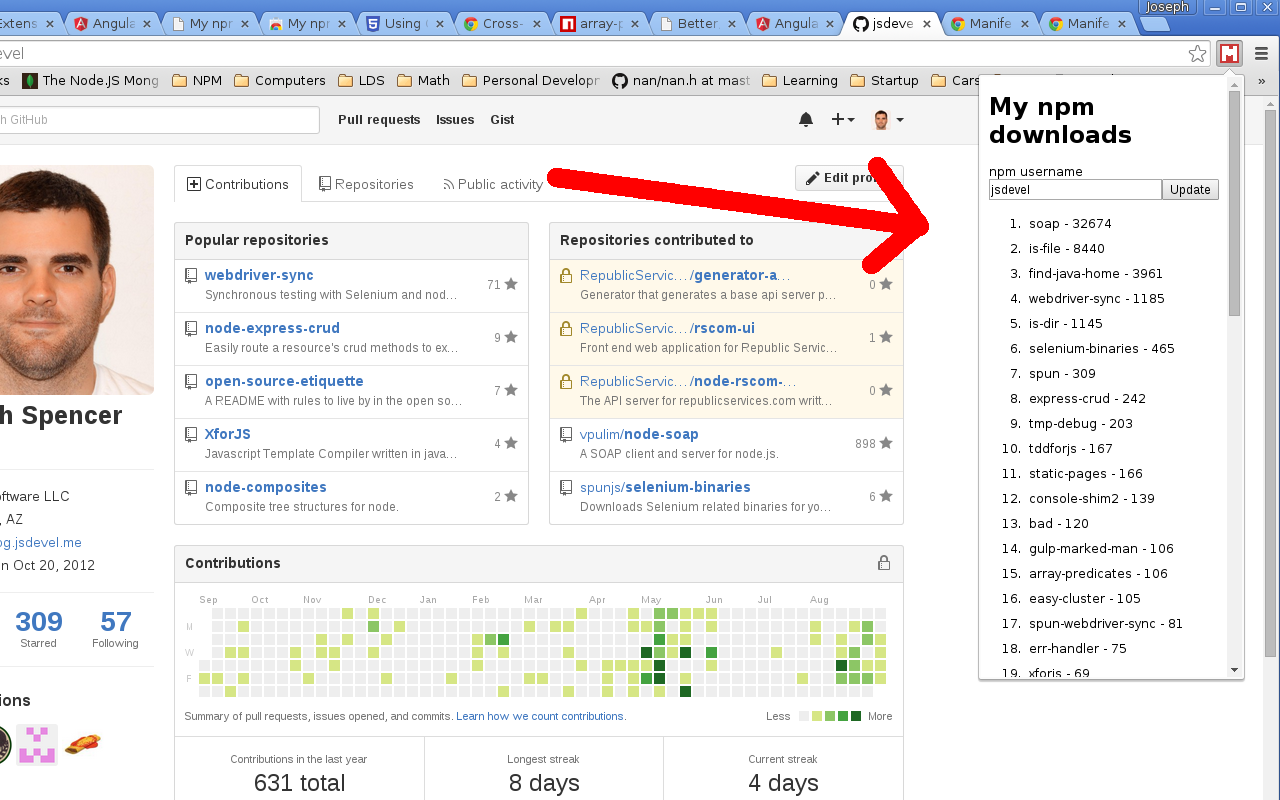 Joseph
Extens
Angula
My npr
My npr
Using
Cross-
array-p
Better
Angula
jsdeve
Manife
Manife
evel
ks The Node.JS Mong NPM Computers LDS Math Personal Developr nan/nan.h at mast Learning Startup Cars »
h GitHub
Pull requests Issues Gist
Contributions Repositories Public activity
Edit pro
h Spencer
oftware LLC
, AZ
og.jsdevel.me
n Oct 20, 2012
309 57
Starred Following
ions
Popular repositories
webdriver-sync
Synchronous testing with Selenium and nod…
71
node-express-crud
Easily route a resource's crud methods to ex…
9
open-source-etiquette
A README with rules to live by in the open so…
7
XforJS
Javascript Template Compiler written in java…
4
node-composites
Composite tree structures for node.
2
Repositories contributed to
RepublicServic… /generator-a…
Generator that generates a base api server p…
0
RepublicServic… /rscom-ui
Front end web application for Republic Servic…
1
RepublicServic… /node-rscom-…
The API server for republicservices.com writt…
0
vpulim/node-soap
A SOAP client and server for node.js.
898
spunjs/selenium-binaries
Downloads Selenium related binaries for yo…
6
Contributions
Sep Oct Nov Dec Jan Feb Mar Apr May Jun Jul Aug
M
W
F
Summary of pull requests, issues opened, and commits. Learn how we count contributions.
Less More
Contributions in the last year
631 total
Longest streak
8 days
Current streak
4 days
My npm
downloads
npm username
jsdevel Update
1. soap - 32674
2. is-file - 8440
3. find-java-home - 3961
4. webdriver-sync - 1185
5. is-dir - 1145
6. selenium-binaries - 465
7. spun - 309
8. express-crud - 242
9. tmp-debug - 203
10. tddforjs - 167
11. static-pages - 166
12. console-shim2 - 139
13. bad - 120
14. gulp-marked-man - 106
15. array-predicates - 106
16. easy-cluster - 105
17. spun-webdriver-sync - 81
18. err-handler - 75
19. xforjs - 69